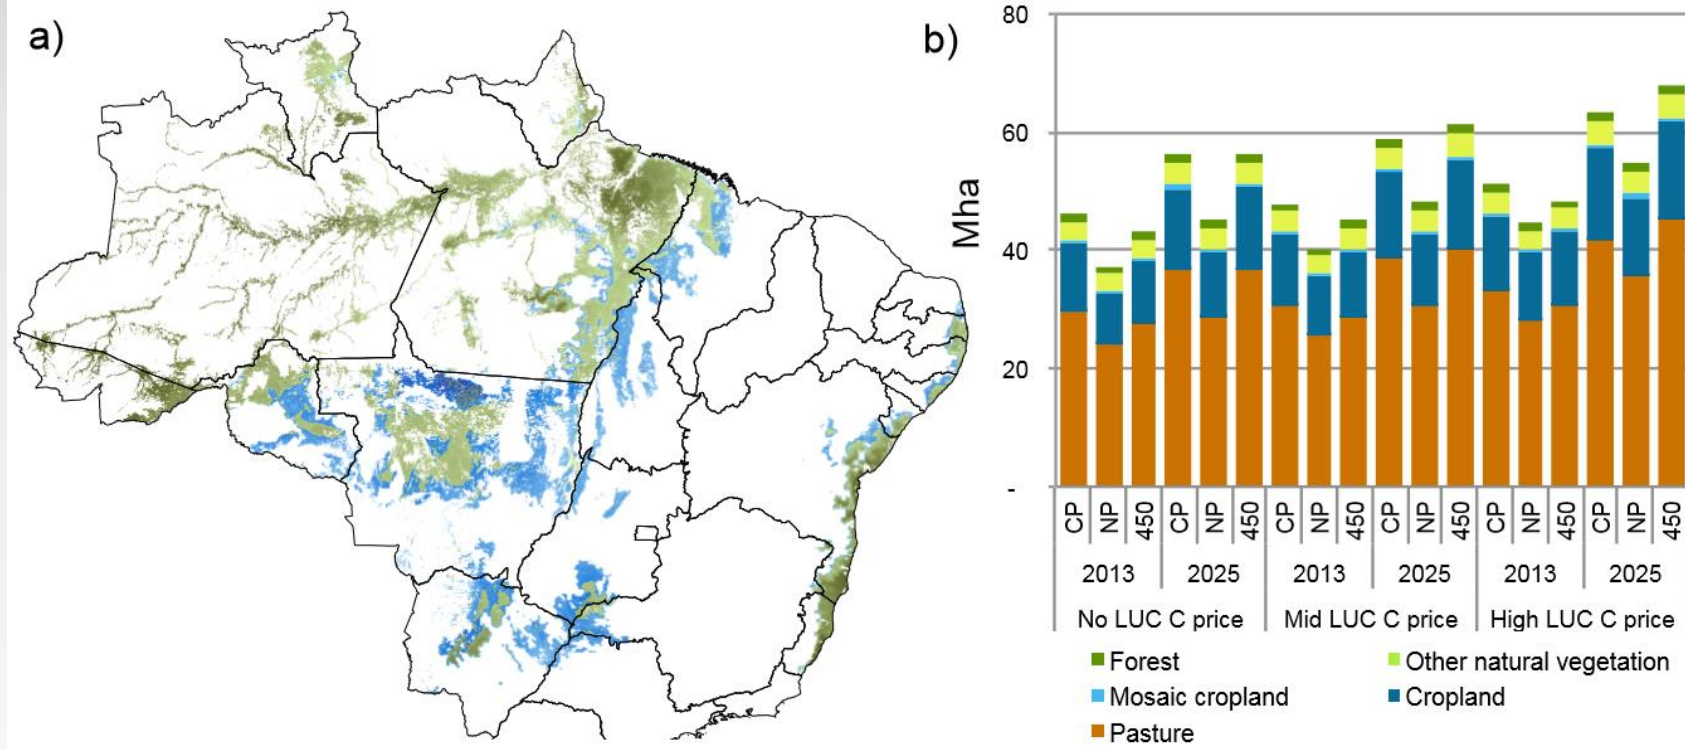 a)
b)
Mha
80
60
40
20
-
CP NP 450 CP NP 450 CP NP 450 CP NP 450 CP NP 450 CP NP 450
2013 2025 2013 2025 2013 2025
No LUC C price Mid LUC C price High LUC C price
Forest Other natural vegetation
Mosaic cropland Cropland
Pasture